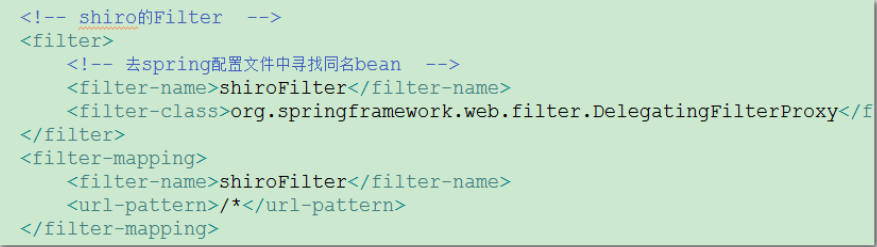 <!-- shiro的Filter  -->
<filter>
    <!-- 去spring配置文件中寻找同名bean  -->
    <filter-name>shiroFilter</filter-name>
    <filter-class>org.springframework.web.filter.DelegatingFilterProxy</f
</filter>
<filter-mapping>
    <filter-name>shiroFilter</filter-name>
    <url-pattern>/*</url-pattern>
</filter-mapping>